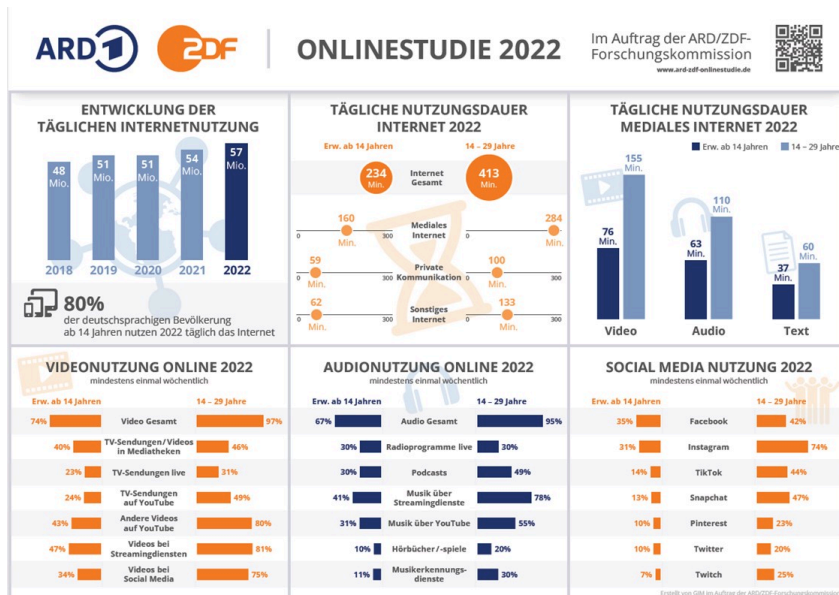 ARD 1 ZDF
ONLINESTUDIE 2022
Im Auftrag der ARD/ZDF-
Forschungskommission
www.ard-zdf-onlinestudie.de
ENTWICKLUNG DER
TÄGLICHEN INTERNETNUTZUNG
48 Mio.
51 Mio.
51 Mio.
54 Mio.
57 Mio.
2018 2019 2020 2021 2022
80%
der deutschsprachigen Bevölkerung
ab 14 Jahren nutzen 2022 täglich das Internet
TÄGLICHE NUTZUNGSDAUER
INTERNET 2022
Erw. ab 14 Jahren 14 – 29 Jahre
234 Min. Internet Gesamt 413 Min.
160 284
0 300 Mediales Internet 0 300
Min. Min.
59 100
0 300 Private Kommunikation 0 300
Min. Min.
62 133
0 300 Sonstiges Internet 0 300
Min. Min.
TÄGLICHE NUTZUNGSDAUER
MEDIALES INTERNET 2022
Erw. ab 14 Jahren 14 – 29 Jahre
76 Min. 155 Min.
63 Min. 110 Min.
37 Min. 60 Min.
Video Audio Text
VIDEONUTZUNG ONLINE 2022
mindestens einmal wöchentlich
Erw. ab 14 Jahren 14 – 29 Jahre
74% Video Gesamt 97%
40% TV-Sendungen/Videos in Mediatheken 46%
23% TV-Sendungen live 31%
24% TV-Sendungen auf YouTube 49%
43% Andere Videos auf YouTube 80%
47% Videos bei Streamingdiensten 81%
34% Videos bei Social Media 75%
AUDIONUTZUNG ONLINE 2022
mindestens einmal wöchentlich
Erw. ab 14 Jahren 14 – 29 Jahre
67% Audio Gesamt 95%
30% Radioprogramme live 30%
30% Podcasts 49%
41% Musik über Streamingdienste 78%
31% Musik über YouTube 55%
10% Hörbücher/-spiele 20%
11% Musikerkennungs-dienste 30%
SOCIAL MEDIA NUTZUNG 2022
mindestens einmal wöchentlich
Erw. ab 14 Jahren 14 – 29 Jahre
35% Facebook 42%
31% Instagram 74%
14% TikTok 44%
13% Snapchat 47%
10% Pinterest 23%
10% Twitter 20%
7% Twitch 25%
Erstellt von GIM im Auftrag der ARD/ZDF-Forschungskommission